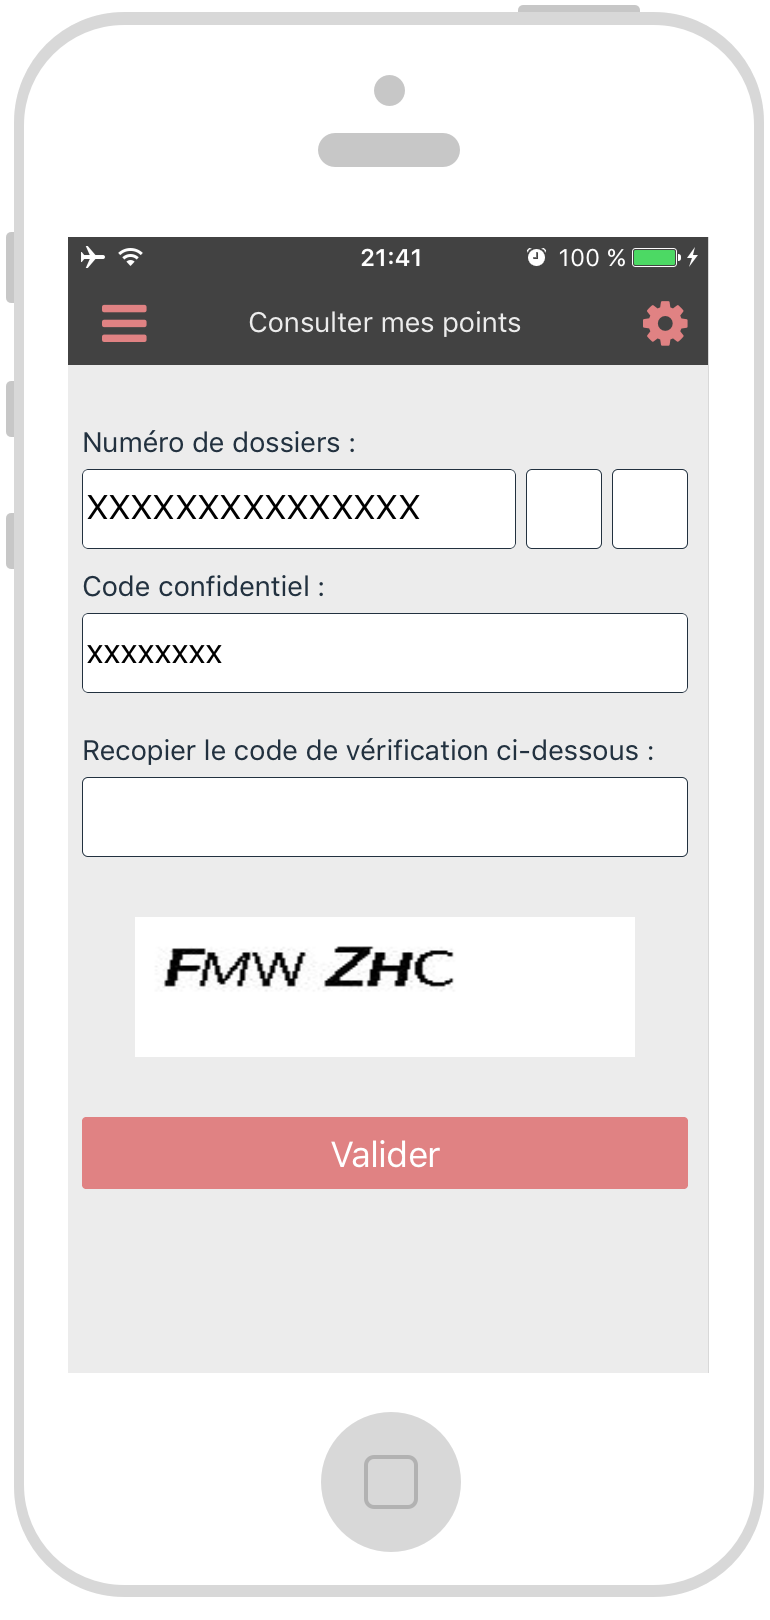 21:41 100 %
Consulter mes points
Numéro de dossiers :
XXXXXXXXXXXXXXX
Code confidentiel :
xxxxxxxx
Recopier le code de vérification ci-dessous :
FMW ZHC
Valider